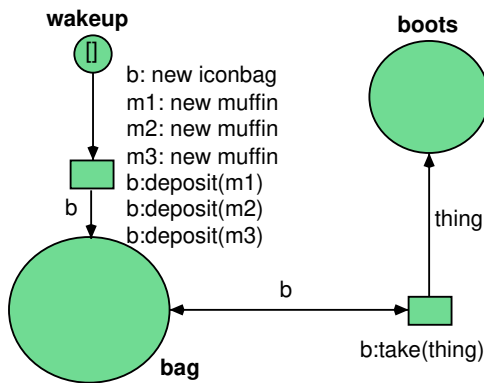 wakeup
[]
b: new iconbag
m1: new muffin
m2: new muffin
m3: new muffin
b:deposit(m1)
b:deposit(m2)
b:deposit(m3)
b
boots
thing
b
bag
b:take(thing)